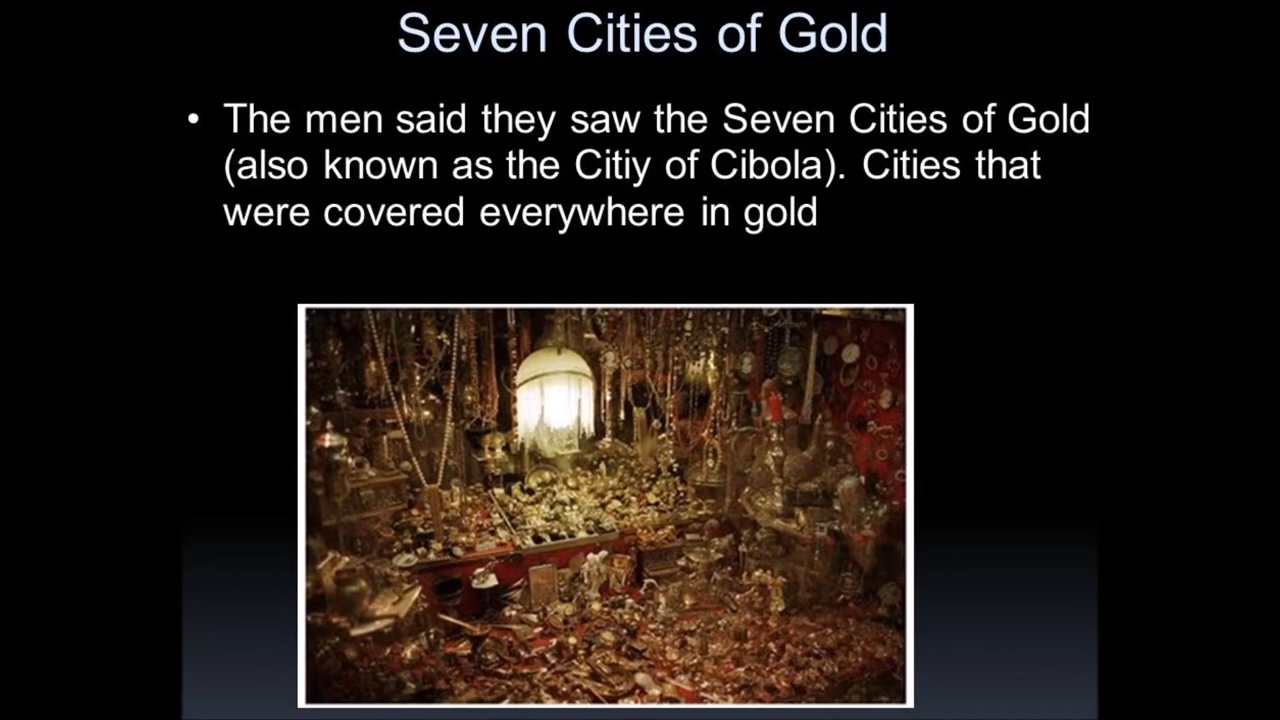 Seven Cities of Gold
• The men said they saw the Seven Cities of Gold
(also known as the Citiy of Cibola). Cities that
were covered everywhere in gold